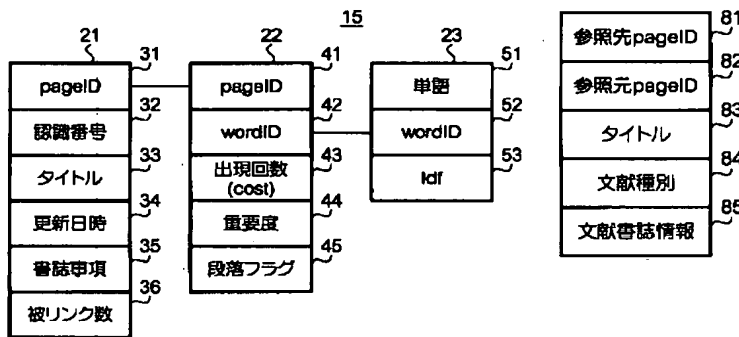 15
21
31
pageID
32
認識番号
33
タイトル
34
更新日時
35
書誌事項
36
被リンク数
22
41
pageID
42
wordID
43
出現回数
(cost)
44
重要度
45
段落フラグ
23
51
単語
52
wordID
53
Idf
81
参照先pageID
82
参照元pageID
83
タイトル
84
文献種別
85
文献書誌情報